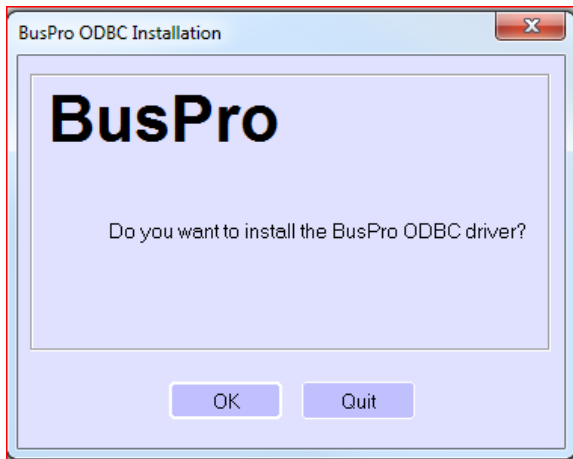 BusPro ODBC Installation
BusPro
Do you want to install the BusPro ODBC driver?
OK
Quit